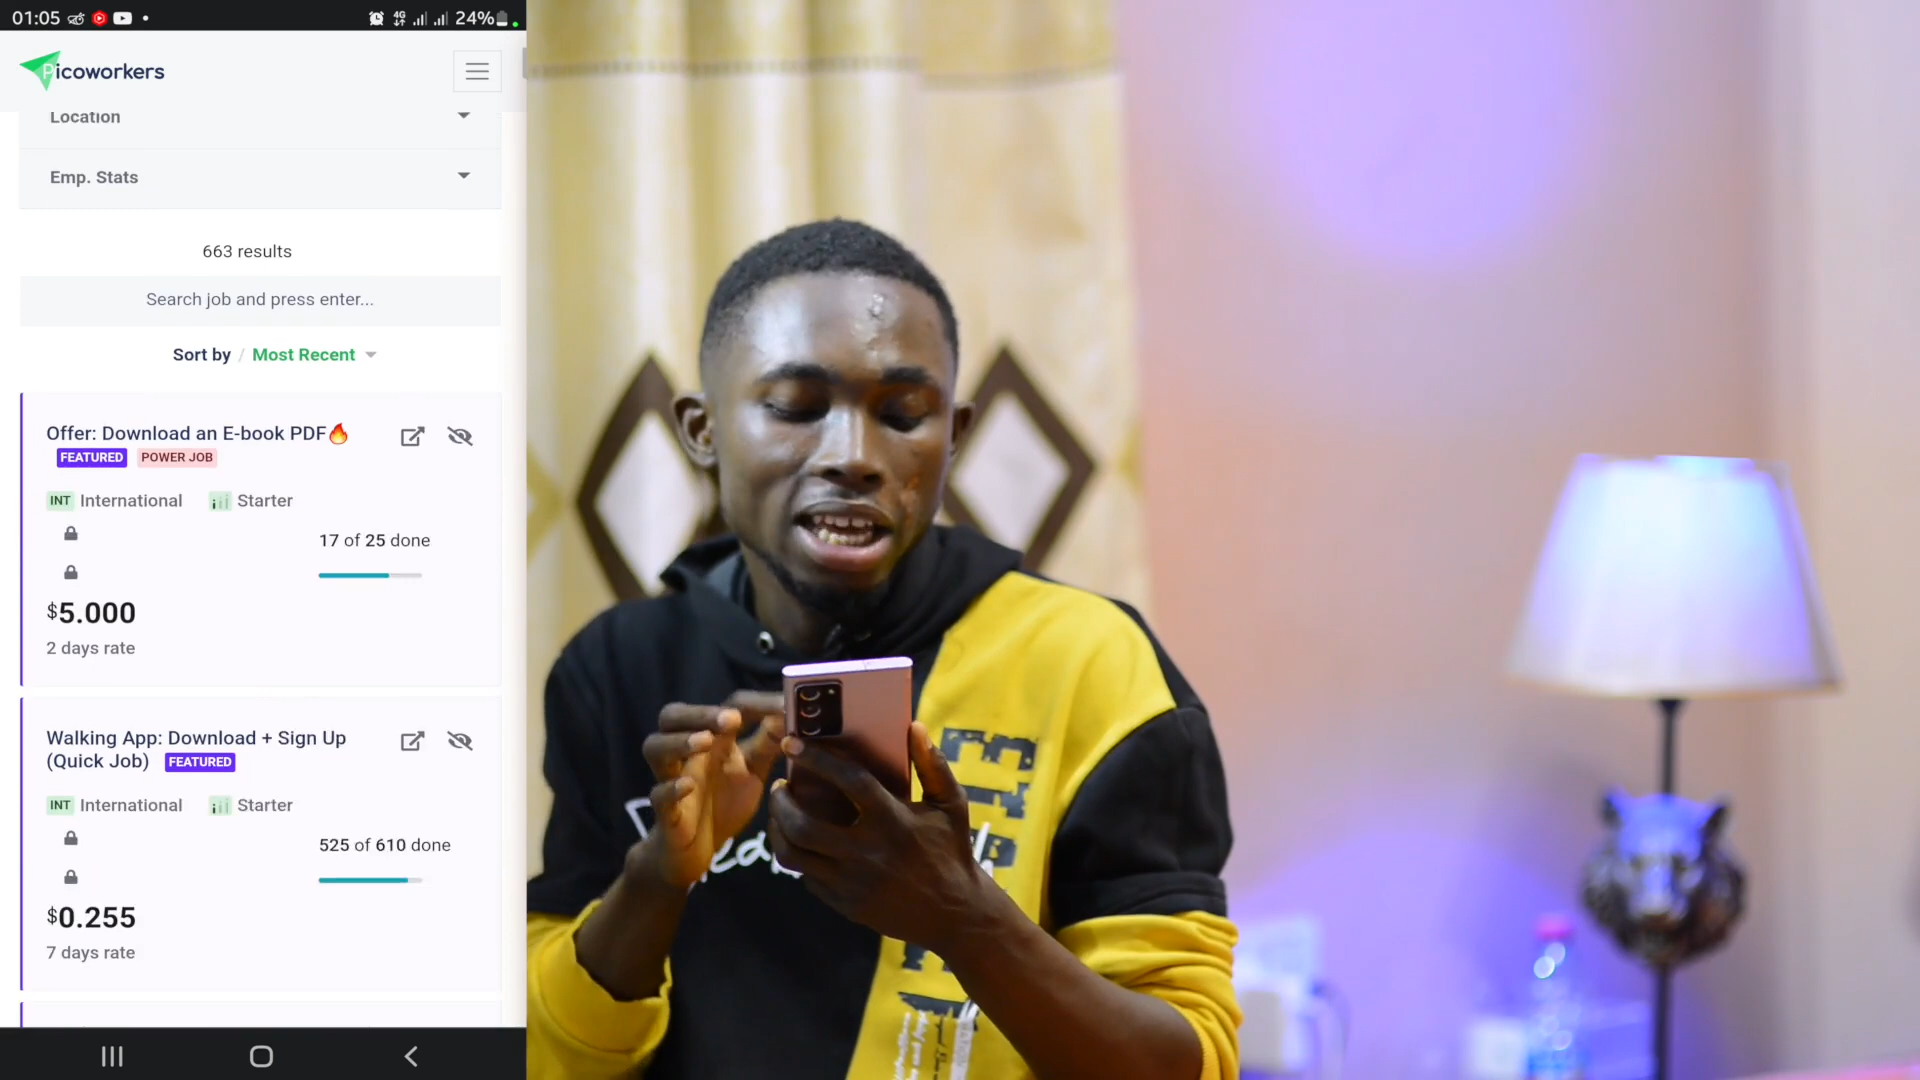 01:05
4G
24%
Picoworkers
Location
Emp. Stats
663 results
Search job and press enter...
Sort by / Most Recent
Offer: Download an E-book PDF🔥
FEATURED POWER JOB
INT International Starter
17 of 25 done
$5.000
2 days rate
Walking App: Download + Sign Up
(Quick Job) FEATURED
INT International Starter
525 of 610 done
$0.255
7 days rate